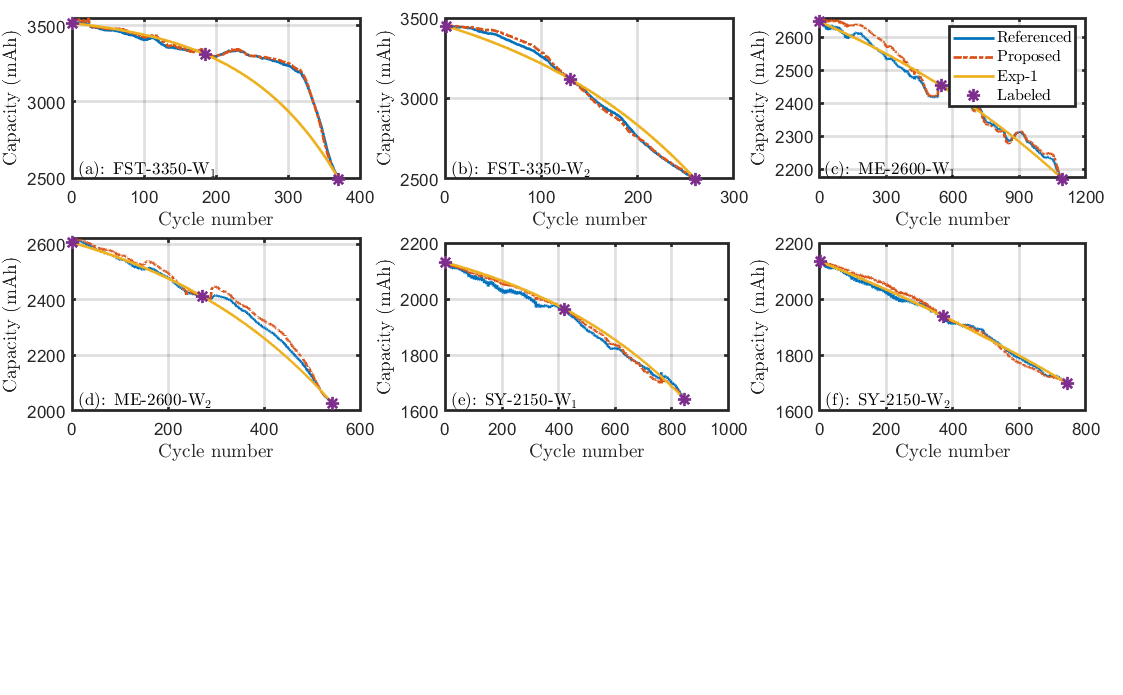 3500
3000
2500
0
100
200
300
400
Capacity (mAh)
Cycle number
(a): FST-3350-W1
3500
3000
2500
0
100
200
300
Capacity (mAh)
Cycle number
(b): FST-3350-W2
2600
2500
2400
2300
2200
0
300
600
900
1200
Capacity (mAh)
Cycle number
(c): ME-2600-W1
Referenced
Proposed
Exp-1
Labeled
2600
2400
2200
2000
0
200
400
600
Capacity (mAh)
Cycle number
(d): ME-2600-W2
2200
2000
1800
1600
0
200
400
600
800
1000
Capacity (mAh)
Cycle number
(e): SY-2150-W1
2200
2000
1800
1600
0
200
400
600
800
Capacity (mAh)
Cycle number
(f): SY-2150-W2